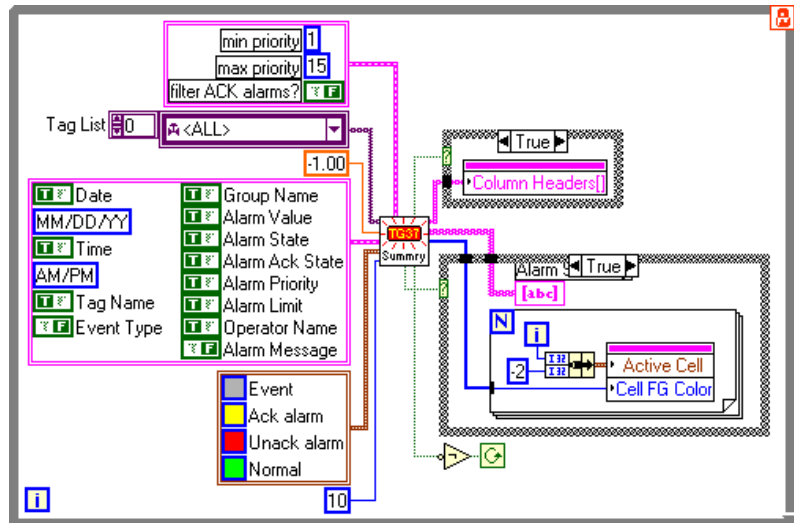 min priority 1
max priority 15
filter ACK alarms? F
Tag List 0 <ALL>
-1.00
True
Column Headers[]
T Date
MM/DD/YY
T Time
AM/PM
T Tag Name
F Event Type
T Group Name
T Alarm Value
T Alarm State
T Alarm Ack State
T Alarm Priority
T Alarm Limit
T Operator Name
F Alarm Message
TG3T
Summry
?
?
Alarm S
True
[abc]
N
i
I32
I32
-2
Active Cell
Cell FG Color
Event
Ack alarm
Unack alarm
Normal
10
i